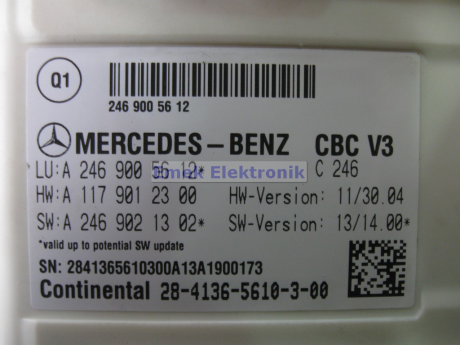 Q1
246 900 56 12
MERCEDES-BENZ CBC V3
LU:A 246 900 56 12* C 246
Emek Elektronik
HW:A 117 901 23 00 HW-Version: 11/30.04
SW:A 246 902 13 02* SW-Version: 13/14.00*
*valid up to potential SW update
SN: 2841365610300A13A1900173
Continental 28-4136-5610-3-00